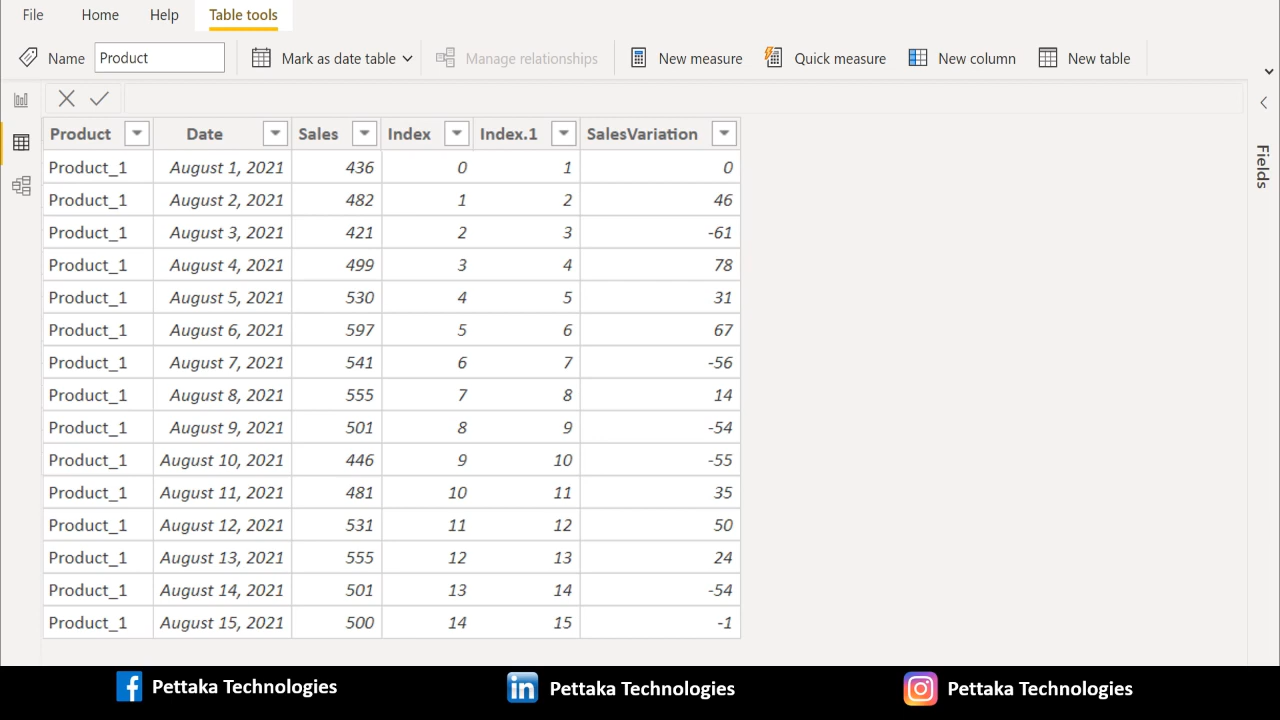 File Home Help Table tools
Name Product Mark as date table Manage relationships New measure Quick measure New column New table
Product Date Sales Index Index.1 SalesVariation
Product_1 August 1, 2021 436 0 1 0
Product_1 August 2, 2021 482 1 2 46
Product_1 August 3, 2021 421 2 3 -61
Product_1 August 4, 2021 499 3 4 78
Product_1 August 5, 2021 530 4 5 31
Product_1 August 6, 2021 597 5 6 67
Product_1 August 7, 2021 541 6 7 -56
Product_1 August 8, 2021 555 7 8 14
Product_1 August 9, 2021 501 8 9 -54
Product_1 August 10, 2021 446 9 10 -55
Product_1 August 11, 2021 481 10 11 35
Product_1 August 12, 2021 531 11 12 50
Product_1 August 13, 2021 555 12 13 24
Product_1 August 14, 2021 501 13 14 -54
Product_1 August 15, 2021 500 14 15 -1
Fields
Pettaka Technologies Pettaka Technologies Pettaka Technologies